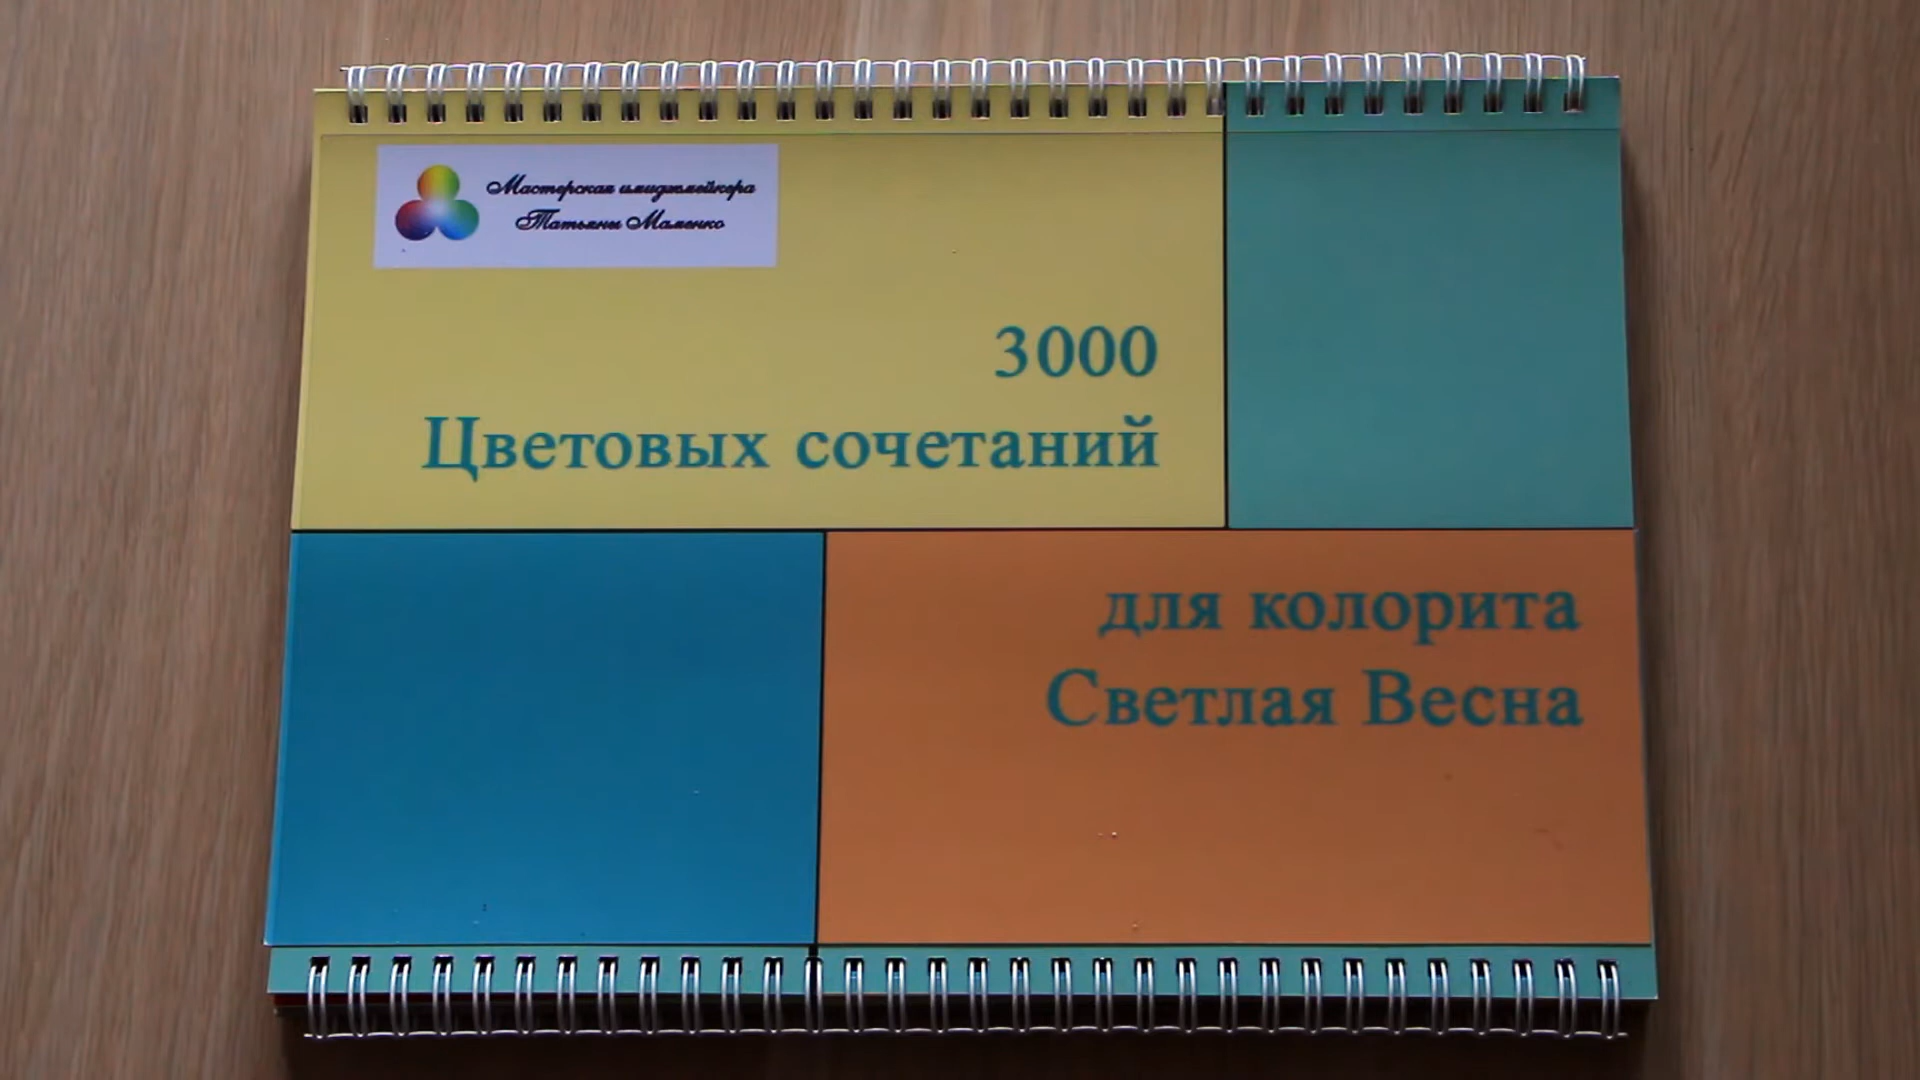 Мастерская имиджмейкера
Татьяны Маменко
3000
Цветовых сочетаний
для колорита
Светлая Весна